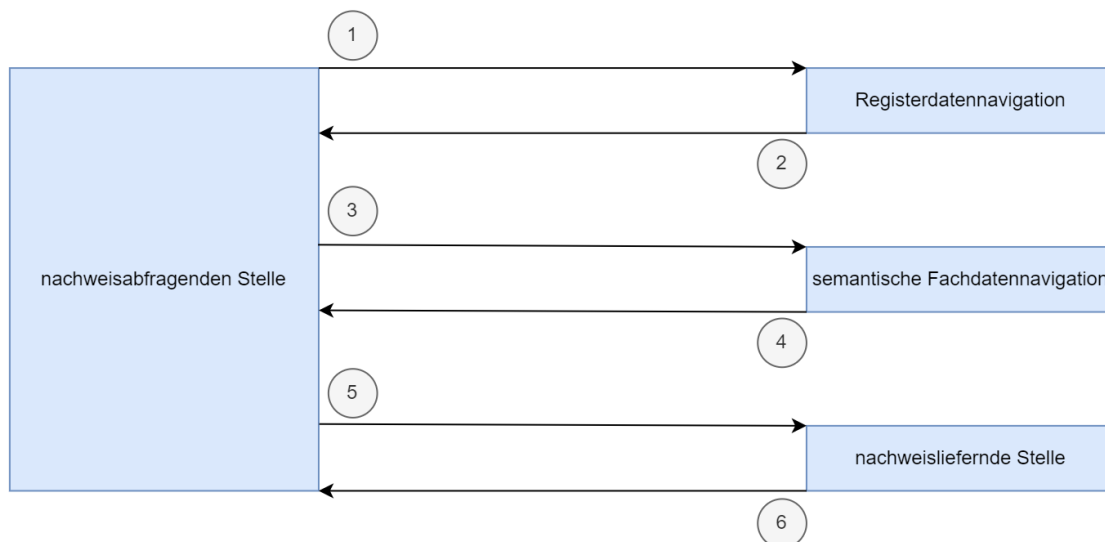 1
Registerdatennavigation
2
3
nachweisabfragenden Stelle
semantische Fachdatennavigation
4
5
nachweisliefernde Stelle
6